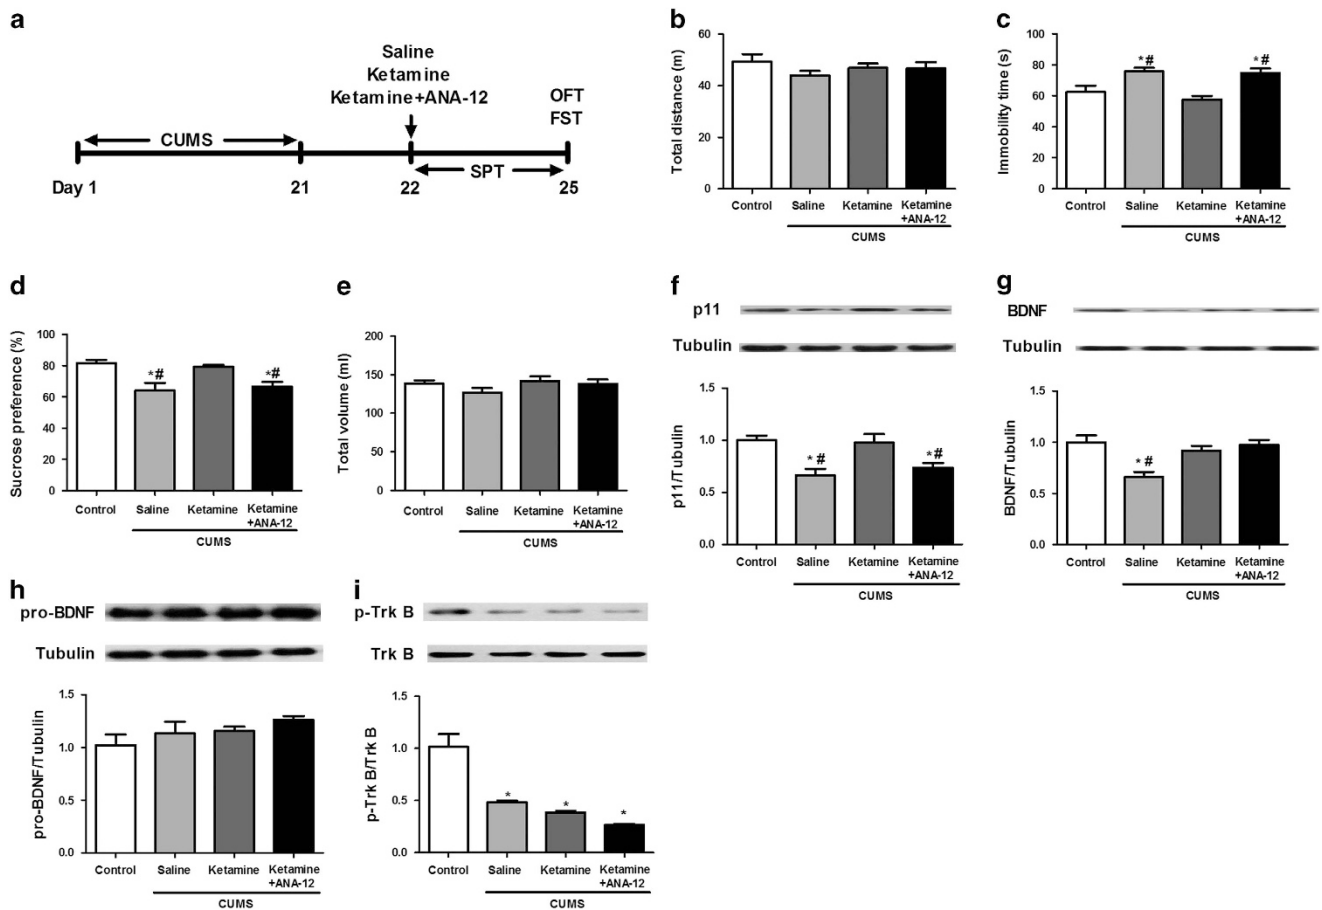 a
Saline
Ketamine
Ketamine+ANA-12
OFT
FST
CUMS
SPT
Day 1
21
22
25
b
Total distance (m)
60
40
20
0
Control
Saline
Ketamine
Ketamine
+ANA-12
CUMS
c
Immobility time (s)
100
80
60
40
20
0
*#
*#
Control
Saline
Ketamine
Ketamine
+ANA-12
CUMS
d
Sucrose preference (%)
100
80
60
40
20
0
*#
*#
Control
Saline
Ketamine
Ketamine
+ANA-12
CUMS
e
Total volume (ml)
200
150
100
50
0
Control
Saline
Ketamine
Ketamine
+ANA-12
CUMS
f
p11
Tubulin
p11/Tubulin
1.5
1.0
0.5
0.0
*#
*#
Control
Saline
Ketamine
Ketamine
+ANA-12
CUMS
g
BDNF
Tubulin
BDNF/Tubulin
1.5
1.0
0.5
0.0
*#
Control
Saline
Ketamine
Ketamine
+ANA-12
CUMS
h
pro-BDNF
Tubulin
pro-BDNF/Tubulin
1.5
1.0
0.5
0.0
Control
Saline
Ketamine
Ketamine
+ANA-12
CUMS
i
p-Trk B
Trk B
p-Trk B/Trk B
1.5
1.0
0.5
0.0
*
*
*
Control
Saline
Ketamine
Ketamine
+ANA-12
CUMS